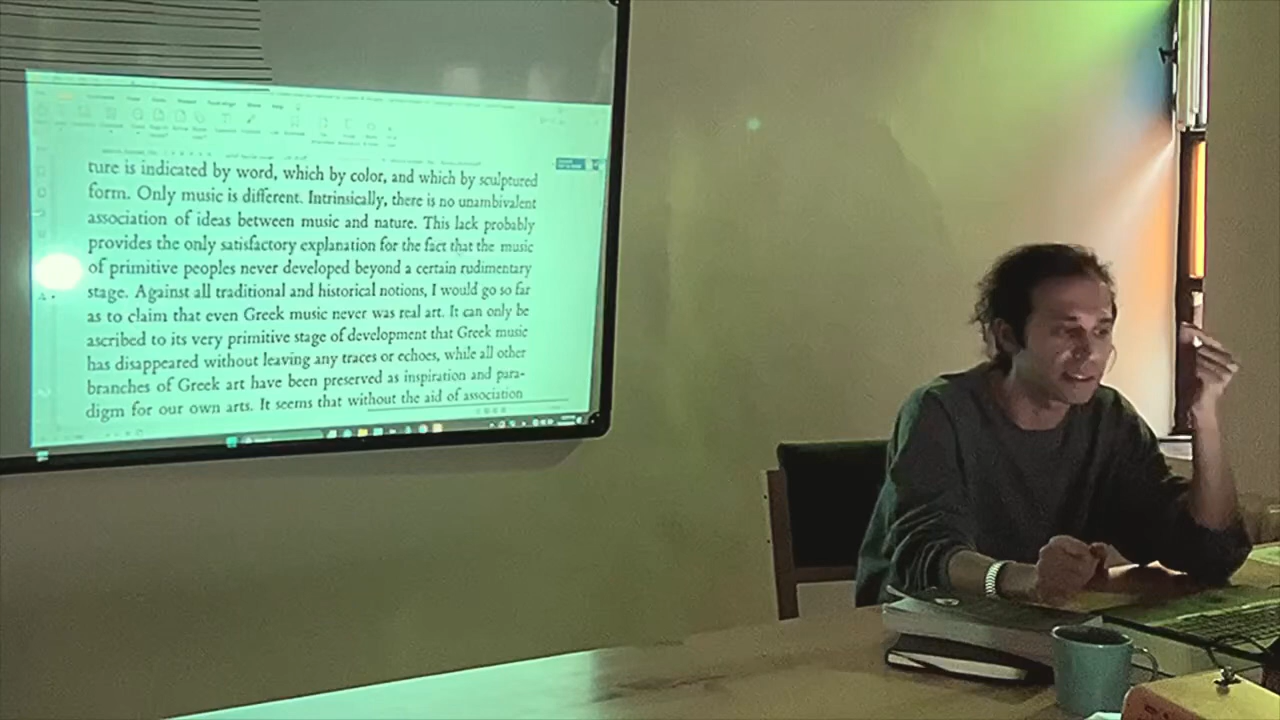 ture is indicated by word, which by color, and which by sculptured
form. Only music is different. Intrinsically, there is no unambivalent
association of ideas between music and nature. This lack probably
provides the only satisfactory explanation for the fact that the music
of primitive peoples never developed beyond a certain rudimentary
stage. Against all traditional and historical notions, I would go so far
as to claim that even Greek music never was real art. It can only be
ascribed to its very primitive stage of development that Greek music
has disappeared without leaving any traces or echoes, while all other
branches of Greek art have been preserved as inspiration and para-
digm for our own arts. It seems that without the aid of association